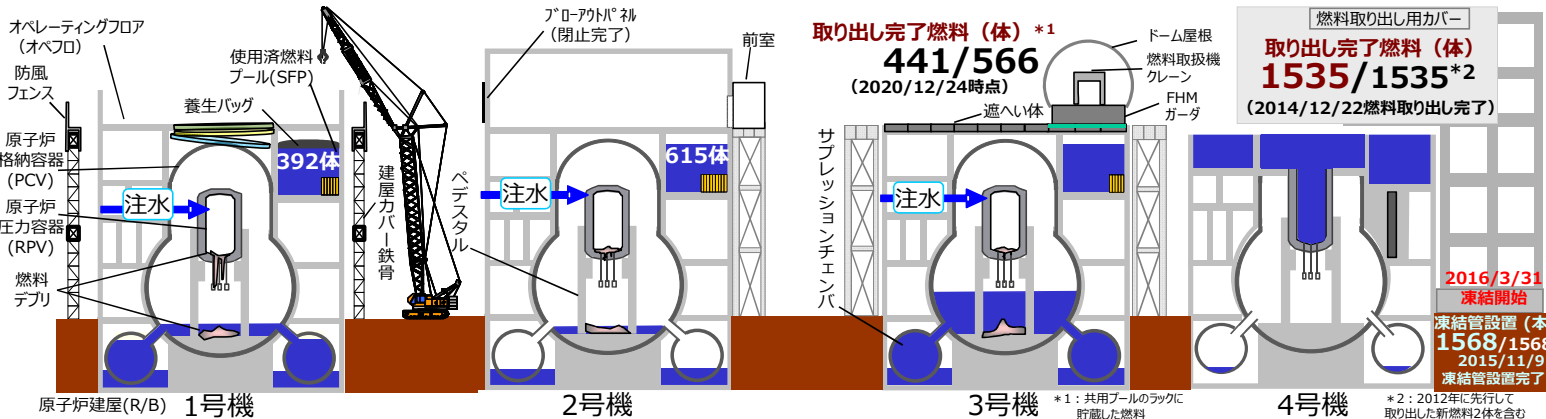 オペレーティングフロア
（オペフロ）
防風
フェンス
原子炉
格納容器
(PCV)
原子炉
圧力容器
(RPV)
燃料
デブリ
使用済燃料
プール(SFP)
養生バッグ
392体
注水
建屋カバー鉄骨
原子炉建屋(R/B)
1号機
ﾌﾞﾛｰｱｳﾄﾊﾟﾈﾙ
（閉止完了）
前室
615体
注水
ペデスタル
2号機
取り出し完了燃料（体）*1
441/566
（2020/12/24時点）
ドーム屋根
燃料取扱機
クレーン
FHM
ガーダ
遮へい体
注水
サプレッションチェンバ
3号機
*1：共用プールのラックに
貯蔵した燃料
燃料取り出し用カバー
取り出し完了燃料（体）
1535/1535*2
（2014/12/22燃料取り出し完了）
2016/3/31
凍結開始
凍結管設置（本
1568/1568
2015/11/9
凍結管設置完了
4号機
*2：2012年に先行して
取り出した新燃料2体を含む